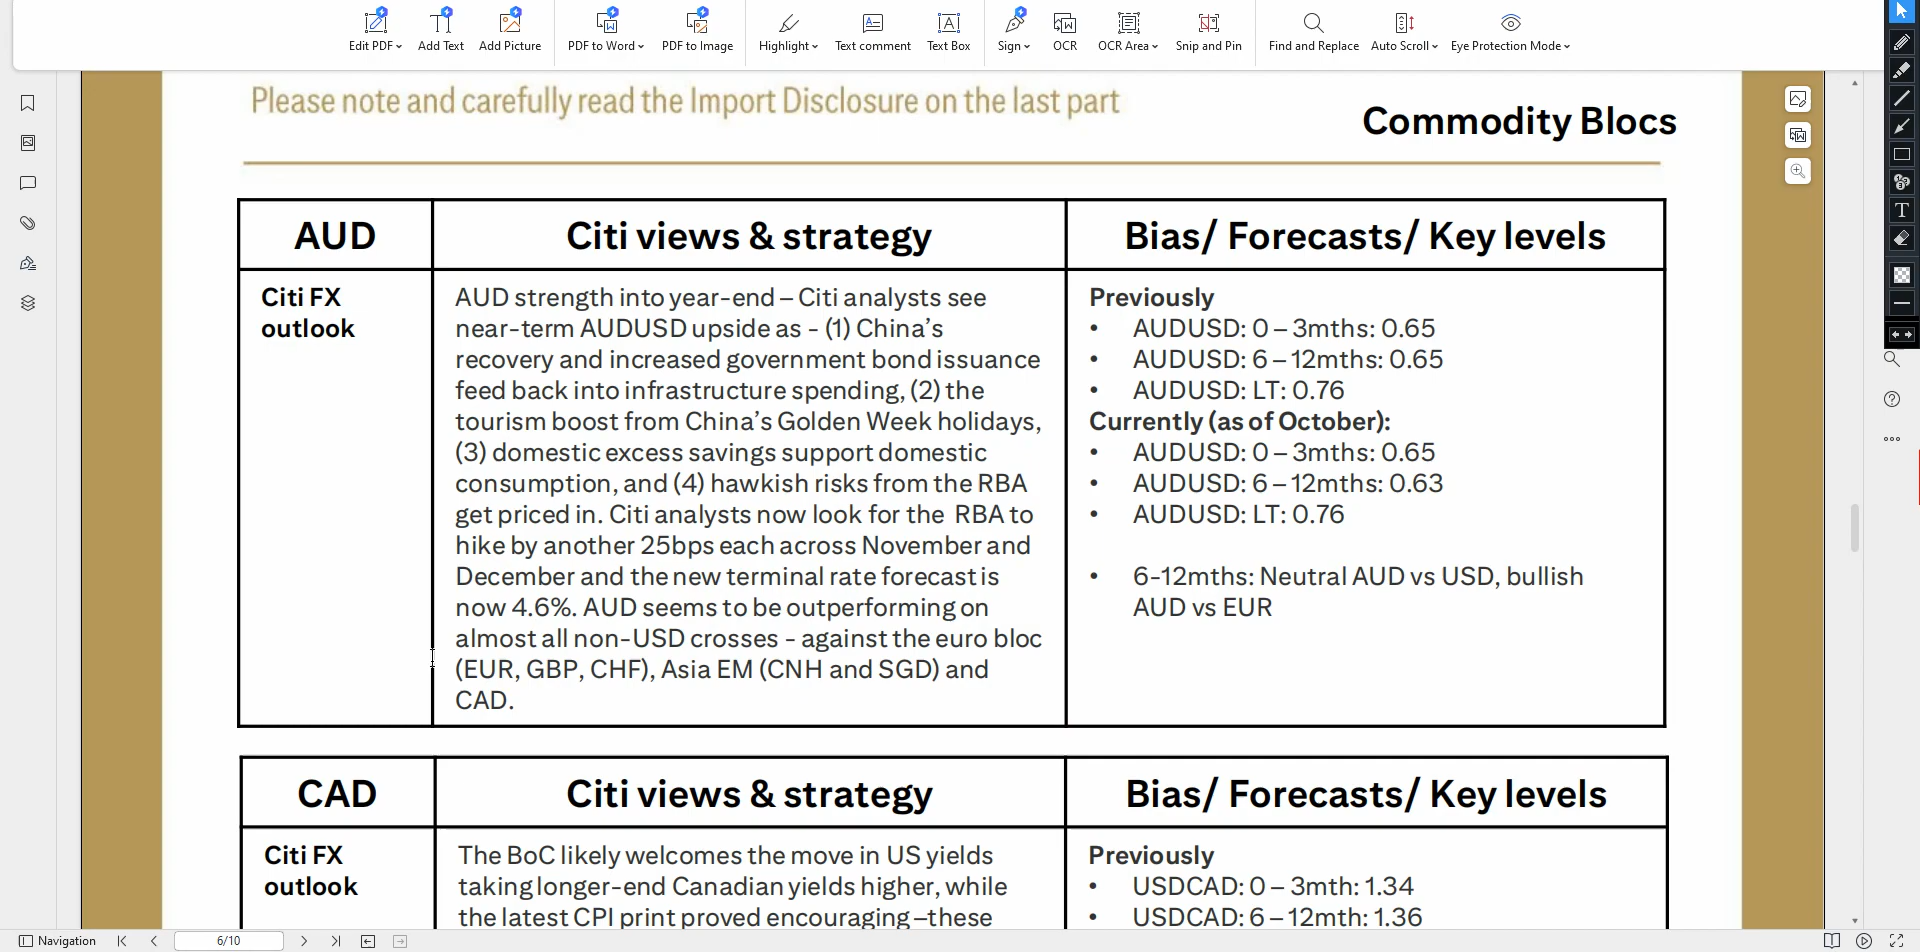 Edit PDF
Add Text
Add Picture
PDF to Word
PDF to Image
Highlight
Text comment
Text Box
Sign
OCR
OCR Area
Snip and Pin
Find and Replace
Auto Scroll
Eye Protection Mode
Please note and carefully read the Import Disclosure on the last part
Commodity Blocs
AUD
Citi views & strategy
Bias/ Forecasts/ Key levels
Citi FX
outlook
AUD strength into year-end – Citi analysts see
near-term AUDUSD upside as - (1) China’s
recovery and increased government bond issuance
feed back into infrastructure spending, (2) the
tourism boost from China’s Golden Week holidays,
(3) domestic excess savings support domestic
consumption, and (4) hawkish risks from the RBA
get priced in. Citi analysts now look for the RBA to
hike by another 25bps each across November and
December and the new terminal rate forecast is
now 4.6%. AUD seems to be outperforming on
almost all non-USD crosses - against the euro bloc
(EUR, GBP, CHF), Asia EM (CNH and SGD) and
CAD.
Previously
• AUDUSD: 0 – 3mths: 0.65
• AUDUSD: 6 – 12mths: 0.65
• AUDUSD: LT: 0.76
Currently (as of October):
• AUDUSD: 0 – 3mths: 0.65
• AUDUSD: 6 – 12mths: 0.63
• AUDUSD: LT: 0.76
• 6-12mths: Neutral AUD vs USD, bullish
AUD vs EUR
CAD
Citi views & strategy
Bias/ Forecasts/ Key levels
Citi FX
outlook
The BoC likely welcomes the move in US yields
taking longer-end Canadian yields higher, while
the latest CPI print proved encouraging –these
Previously
• USDCAD: 0 – 3mth: 1.34
• USDCAD: 6 – 12mth: 1.36
Navigation
6/10